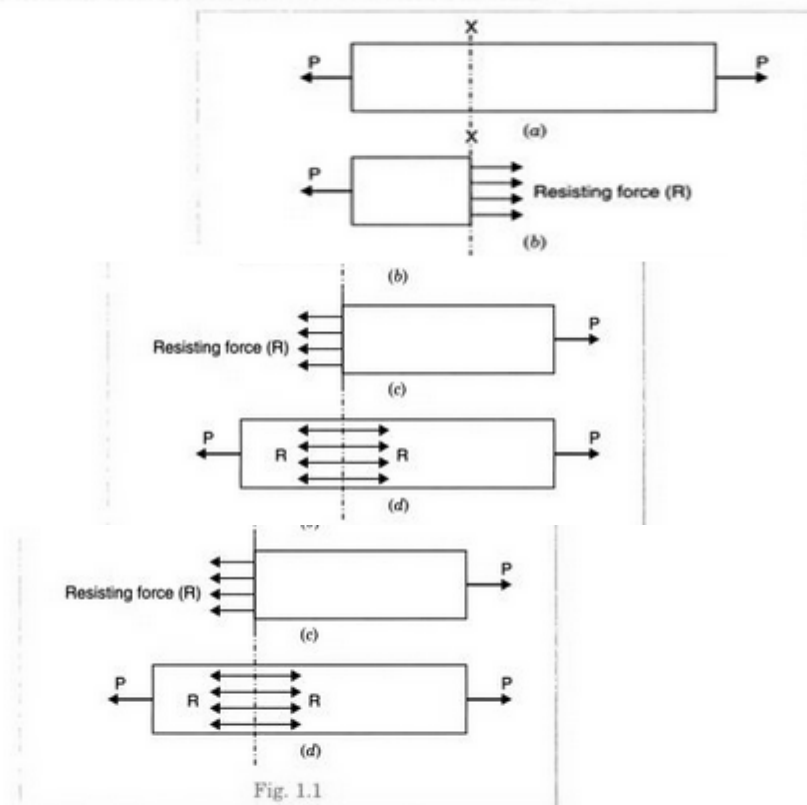 X
P P
(a)
X
P
Resisting force (R)
(b)
(b)
Resisting force (R)
P
(c)
P R R P
(d)
P
Resisting force (R)
(c)
P R R P
(d)
Fig. 1.1